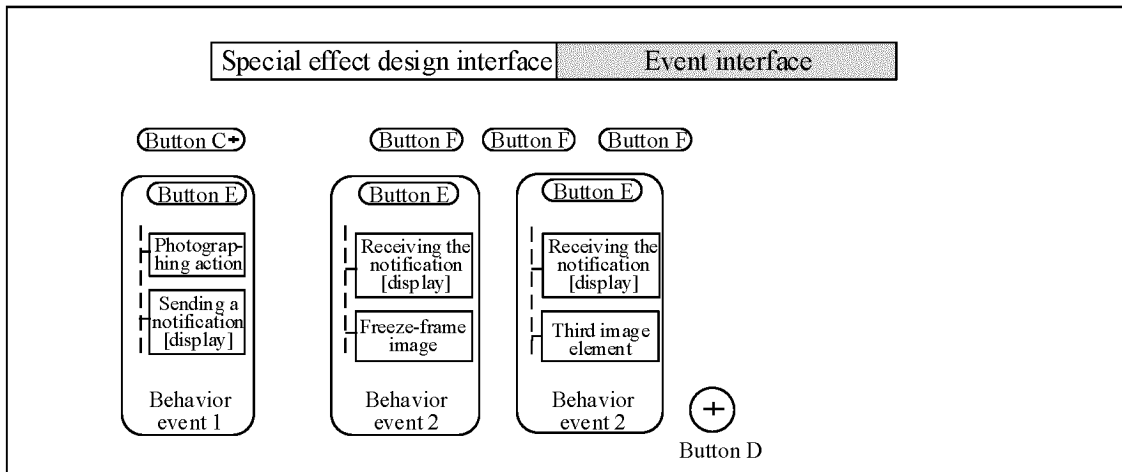 Special effect design interface Event interface
Button C+ Button F Button F Button F
Button E
Photograp-
hing action
Sending a
notification
[display]
Behavior
event 1
Button E
Receiving the
notification
[display]
Freeze-frame
image
Behavior
event 2
Button E
Receiving the
notification
[display]
Third image
element
Behavior
event 2
+
Button D